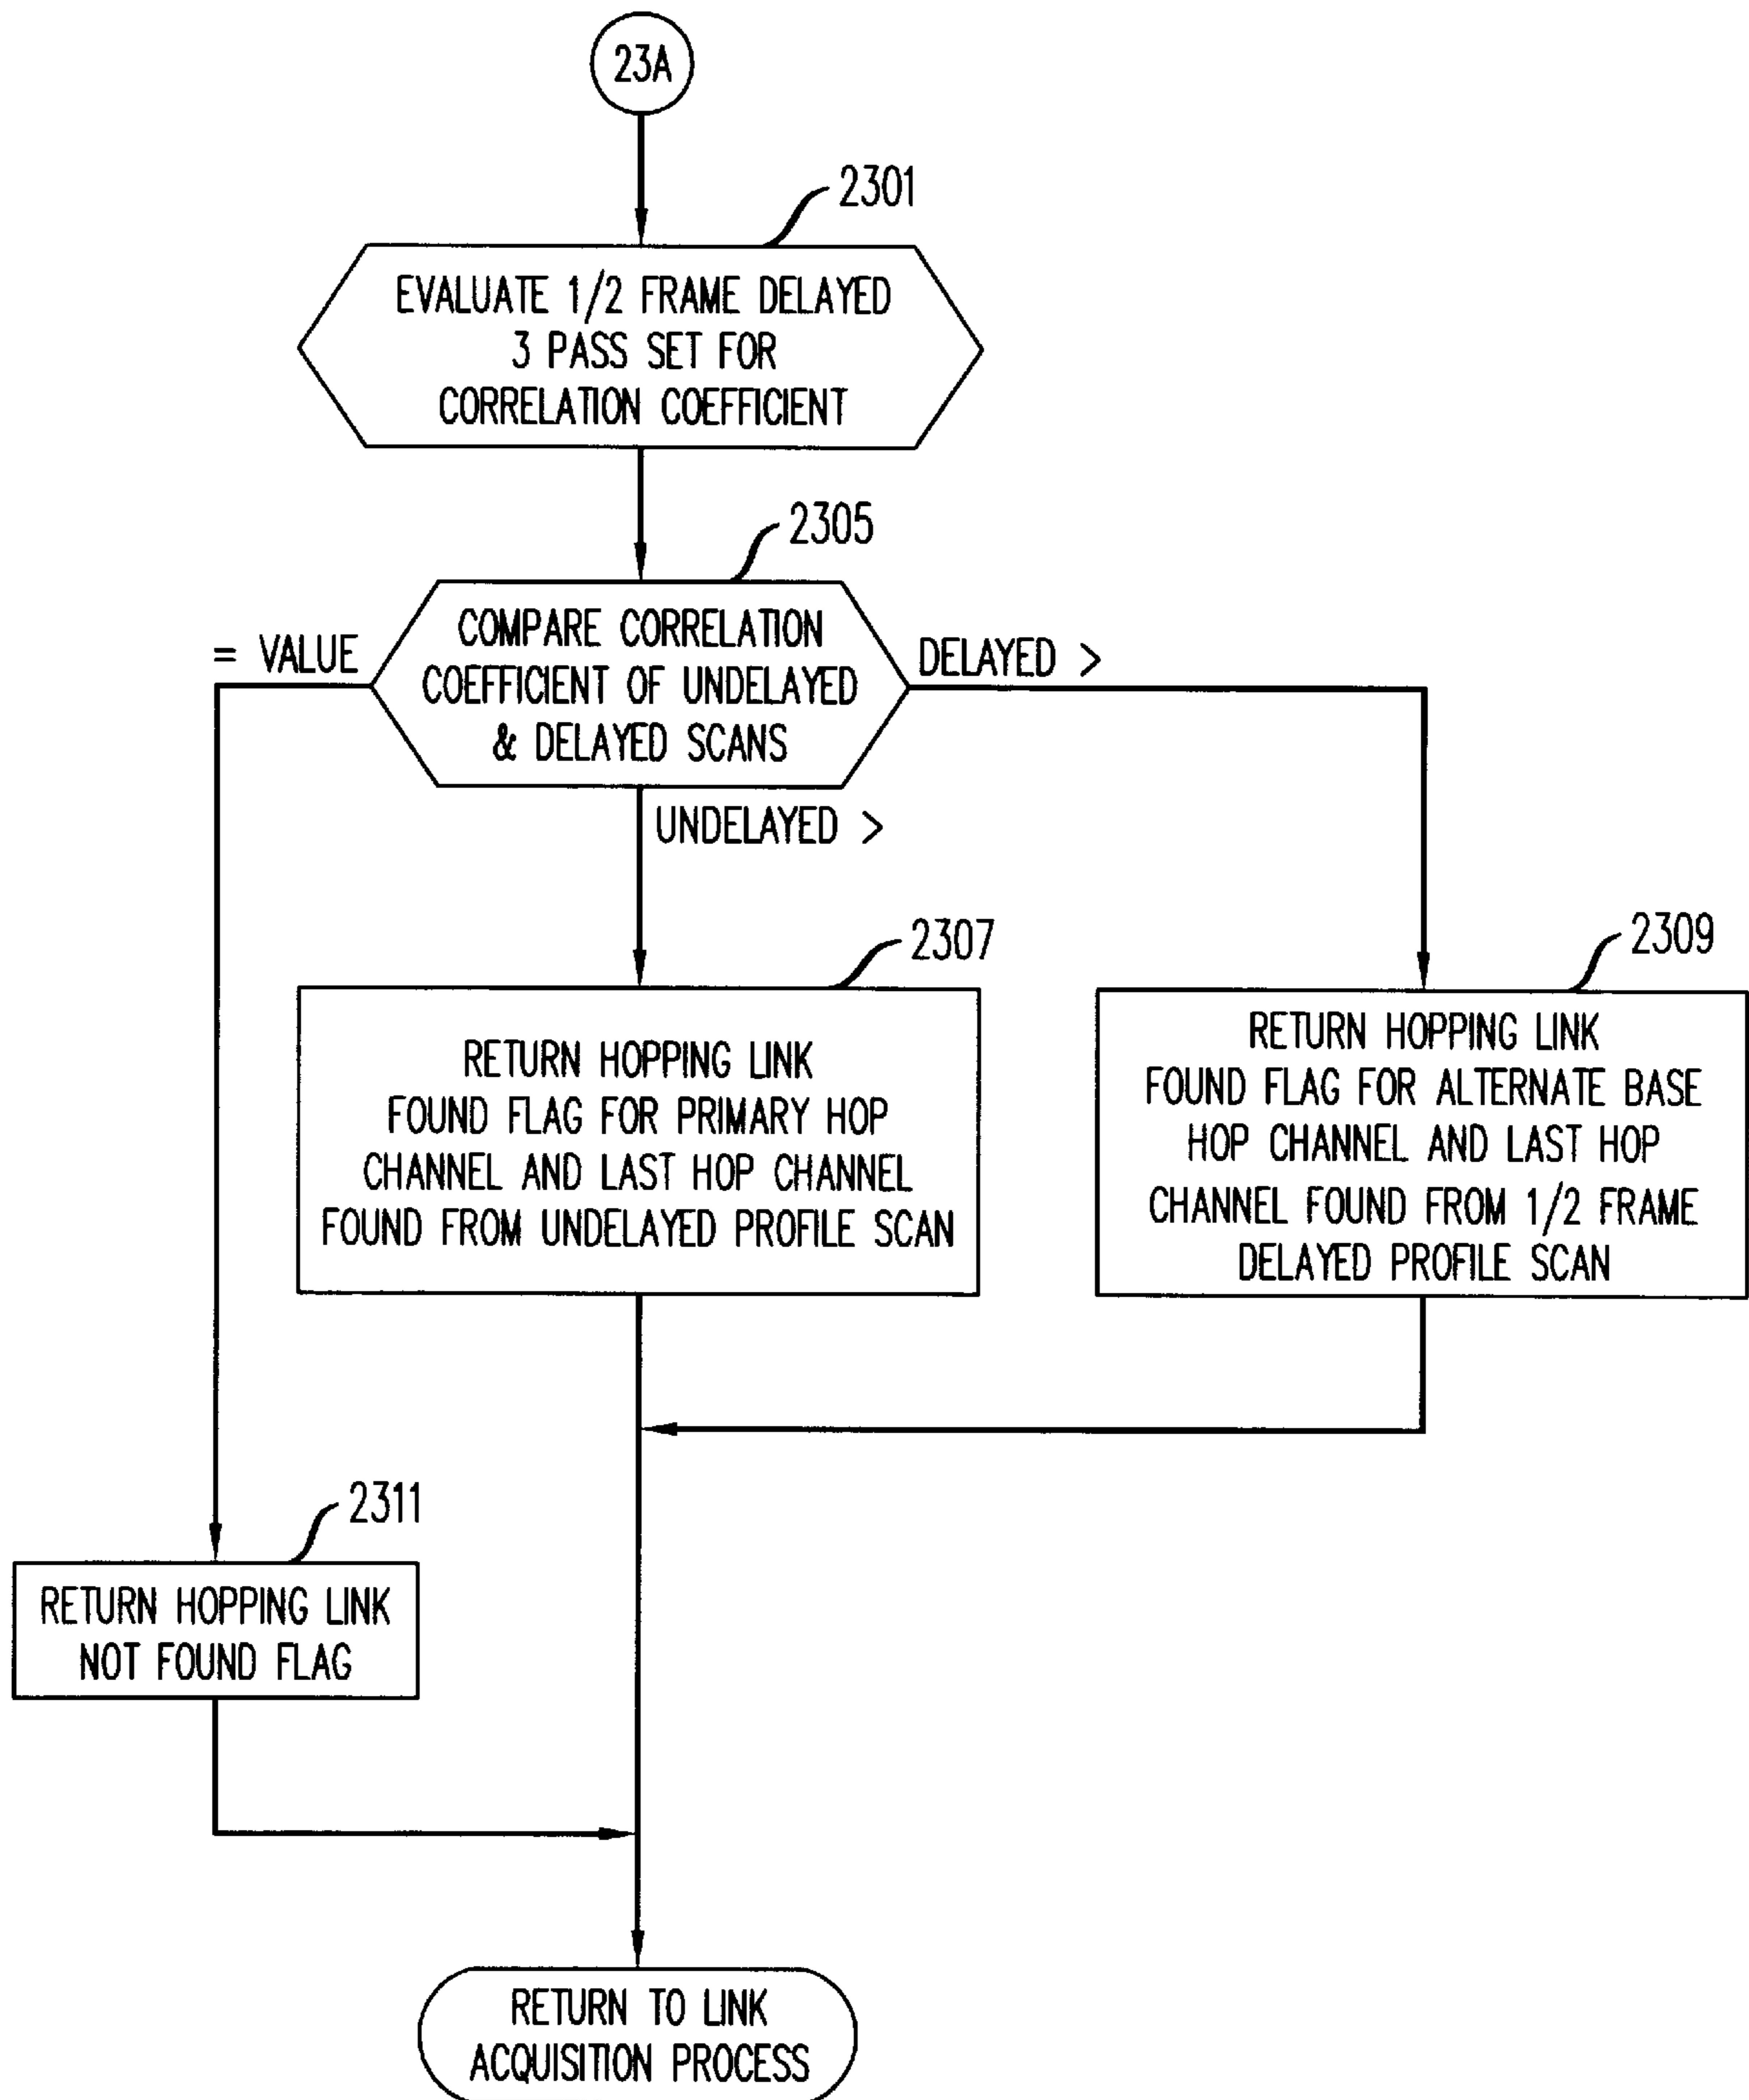 23A
2301
EVALUATE 1/2 FRAME DELAYED
3 PASS SET FOR
CORRELATION COEFFICIENT
2305
COMPARE CORRELATION
COEFFICIENT OF UNDELAYED
& DELAYED SCANS
= VALUE
DELAYED >
UNDELAYED >
2307
RETURN HOPPING LINK
FOUND FLAG FOR PRIMARY HOP
CHANNEL AND LAST HOP CHANNEL
FOUND FROM UNDELAYED PROFILE SCAN
2309
RETURN HOPPING LINK
FOUND FLAG FOR ALTERNATE BASE
HOP CHANNEL AND LAST HOP
CHANNEL FOUND FROM 1/2 FRAME
DELAYED PROFILE SCAN
2311
RETURN HOPPING LINK
NOT FOUND FLAG
RETURN TO LINK
ACQUISITION PROCESS